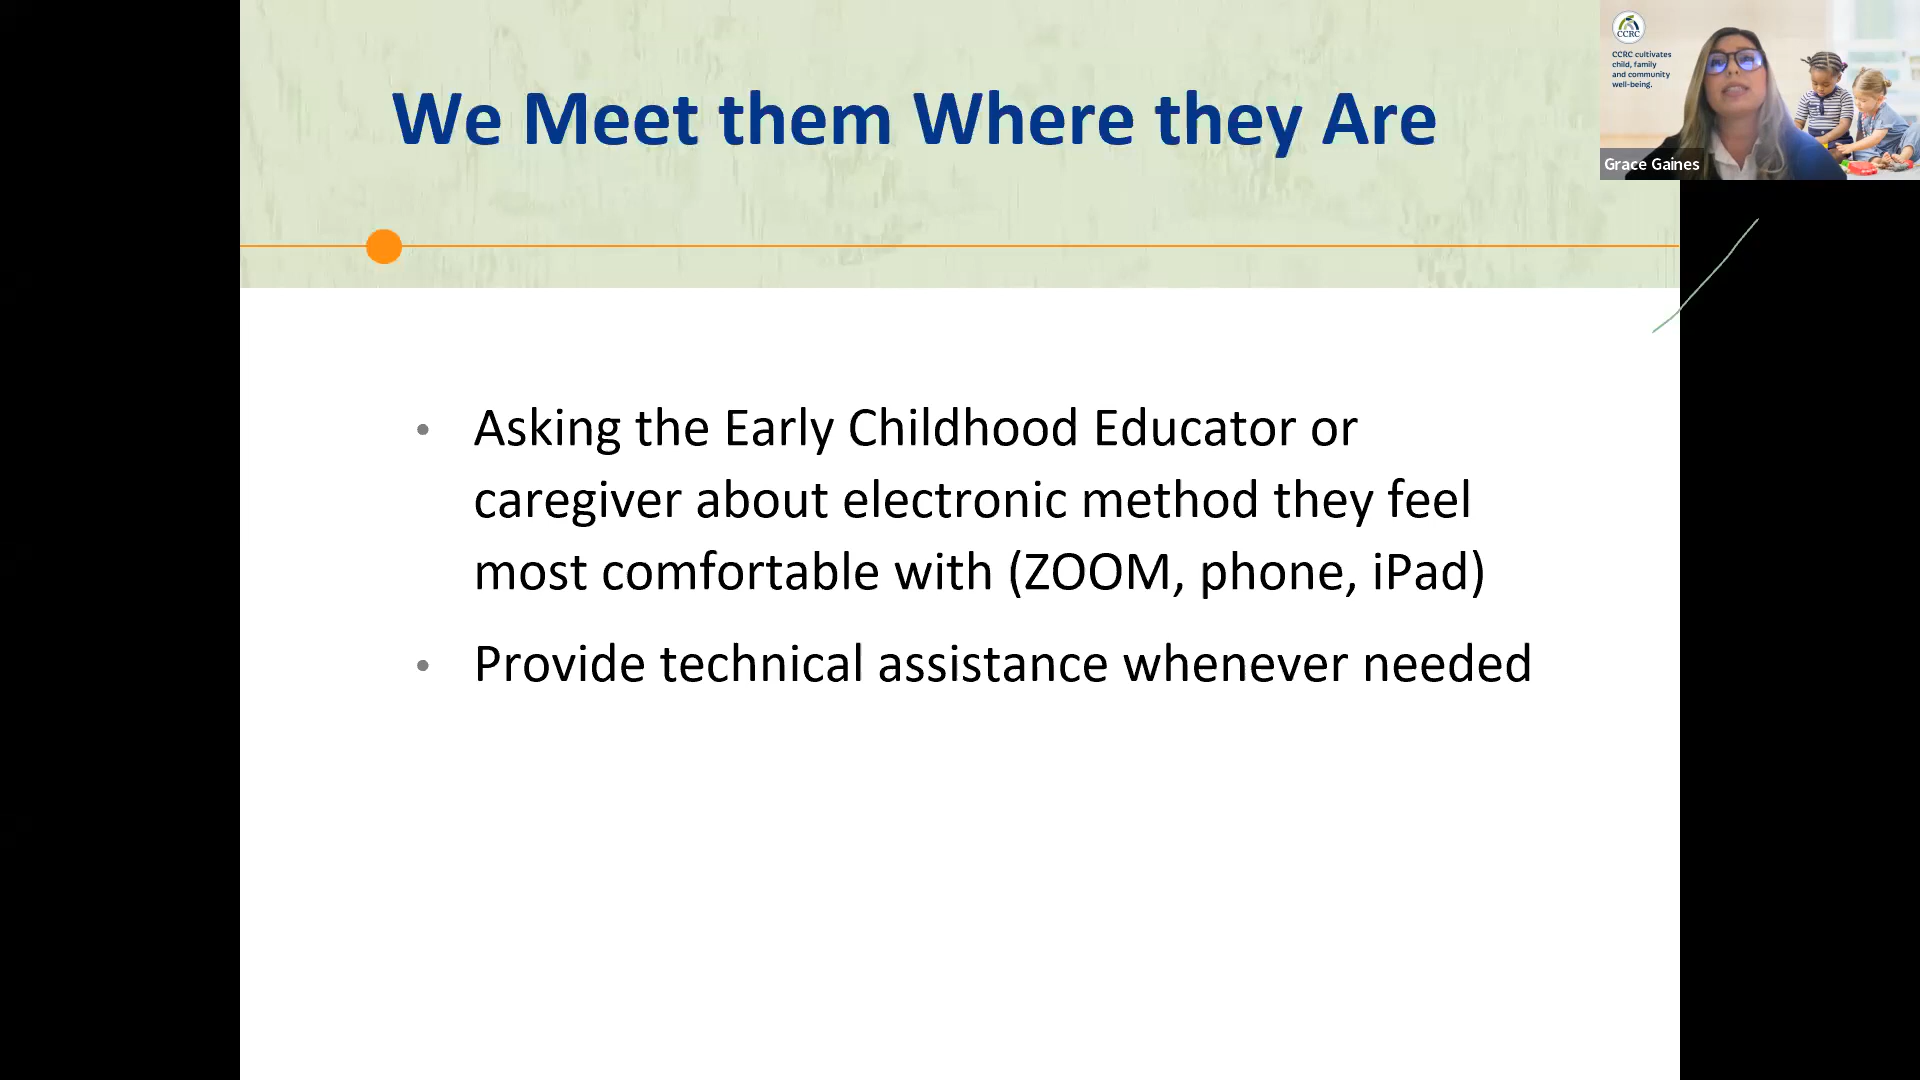 We Meet them Where they Are
• Asking the Early Childhood Educator or
caregiver about electronic method they feel
most comfortable with (ZOOM, phone, iPad)
• Provide technical assistance whenever needed
CCRC
CCRC cultivates
child, family
and community
well-being.
Grace Gaines